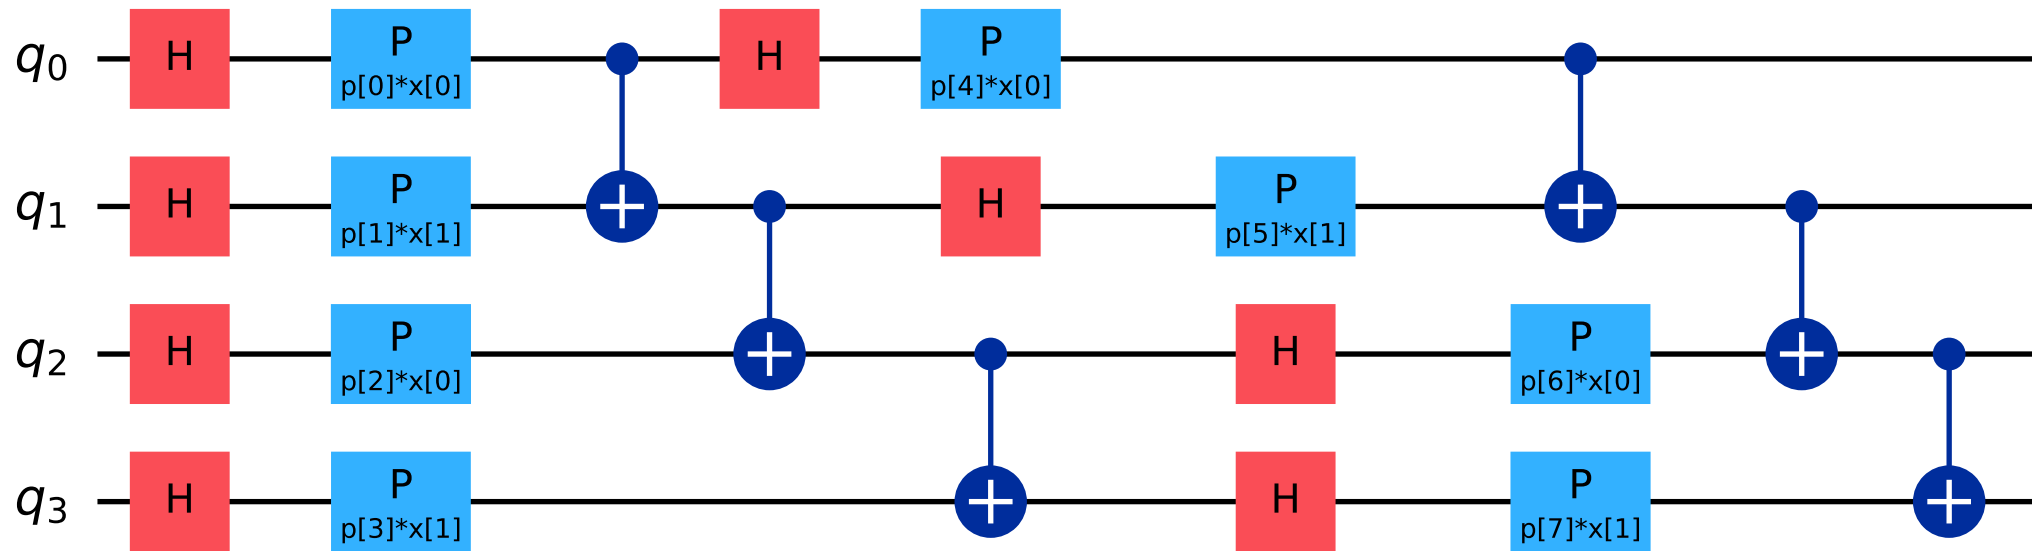 q0 H P H P
p[0]*x[0] p[4]*x[0]
q1 H P H P
p[1]*x[1] p[5]*x[1]
q2 H P H P
p[2]*x[0] p[6]*x[0]
q3 H P H P
p[3]*x[1] p[7]*x[1]